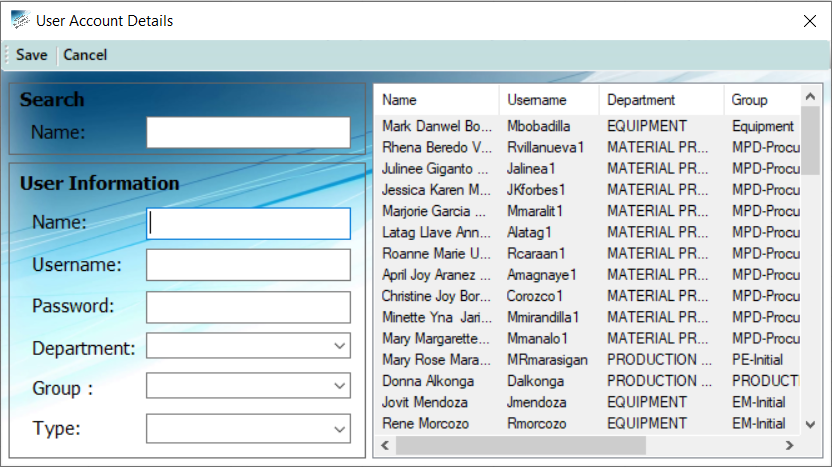 User Account Details
Save Cancel
Search
Name:
User Information
Name:
Username:
Password:
Department:
Group :
Type:
Name Username Department Group
Mark Danwel Bo... Mbobadilla EQUIPMENT Equipment
Rhena Beredo V... Rvillanueva1 MATERIAL PR... MPD-Procu
Julinee Giganto ... Jalinea1 MATERIAL PR... MPD-Procu
Jessica Karen M... JKforbes1 MATERIAL PR... MPD-Procu
Marjorie Garcia ... Mmaralit1 MATERIAL PR... MPD-Procu
Latag Llave Ann... Alatag1 MATERIAL PR... MPD-Procu
Roanne Marie U... Rcaraan1 MATERIAL PR... MPD-Procu
April Joy Aranez ... Amagnaye1 MATERIAL PR... MPD-Procu
Christine Joy Bor... Corozco1 MATERIAL PR... MPD-Procu
Minette Yna Jari... Mmirandilla1 MATERIAL PR... MPD-Procu
Mary Margarette... Mmanalo1 MATERIAL PR... MPD-Procu
Mary Rose Mara... MRmarasigan PRODUCTION ... PE-Initial
Donna Alkonga Dalkonga PRODUCTION ... PRODUCTI
Jovit Mendoza Jmendoza EQUIPMENT EM-Initial
Rene Morcozo Rmorcozo EQUIPMENT EM-Initial